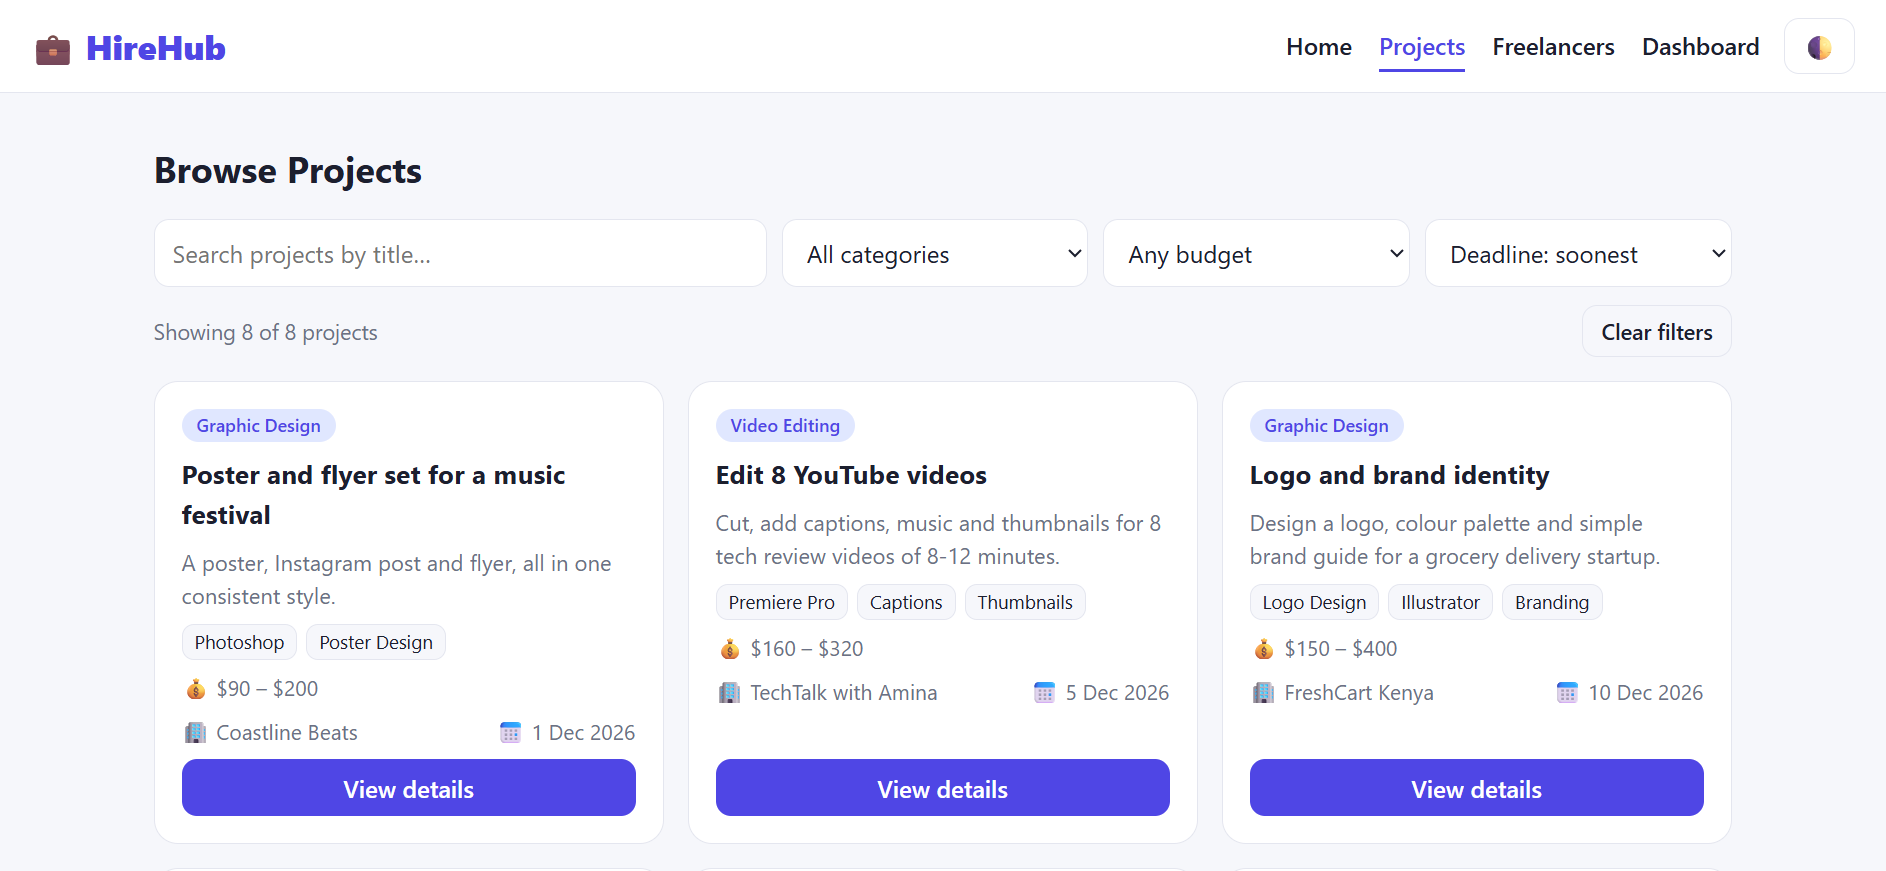 HireHub
Home
Projects
Freelancers
Dashboard
Browse Projects
Search projects by title...
All categories
Any budget
Deadline: soonest
Showing 8 of 8 projects
Clear filters
Graphic Design
Poster and flyer set for a music
festival
A poster, Instagram post and flyer, all in one
consistent style.
Photoshop
Poster Design
$90 – $200
Coastline Beats
1 Dec 2026
View details
Video Editing
Edit 8 YouTube videos
Cut, add captions, music and thumbnails for 8
tech review videos of 8-12 minutes.
Premiere Pro
Captions
Thumbnails
$160 – $320
TechTalk with Amina
5 Dec 2026
View details
Graphic Design
Logo and brand identity
Design a logo, colour palette and simple
brand guide for a grocery delivery startup.
Logo Design
Illustrator
Branding
$150 – $400
FreshCart Kenya
10 Dec 2026
View details